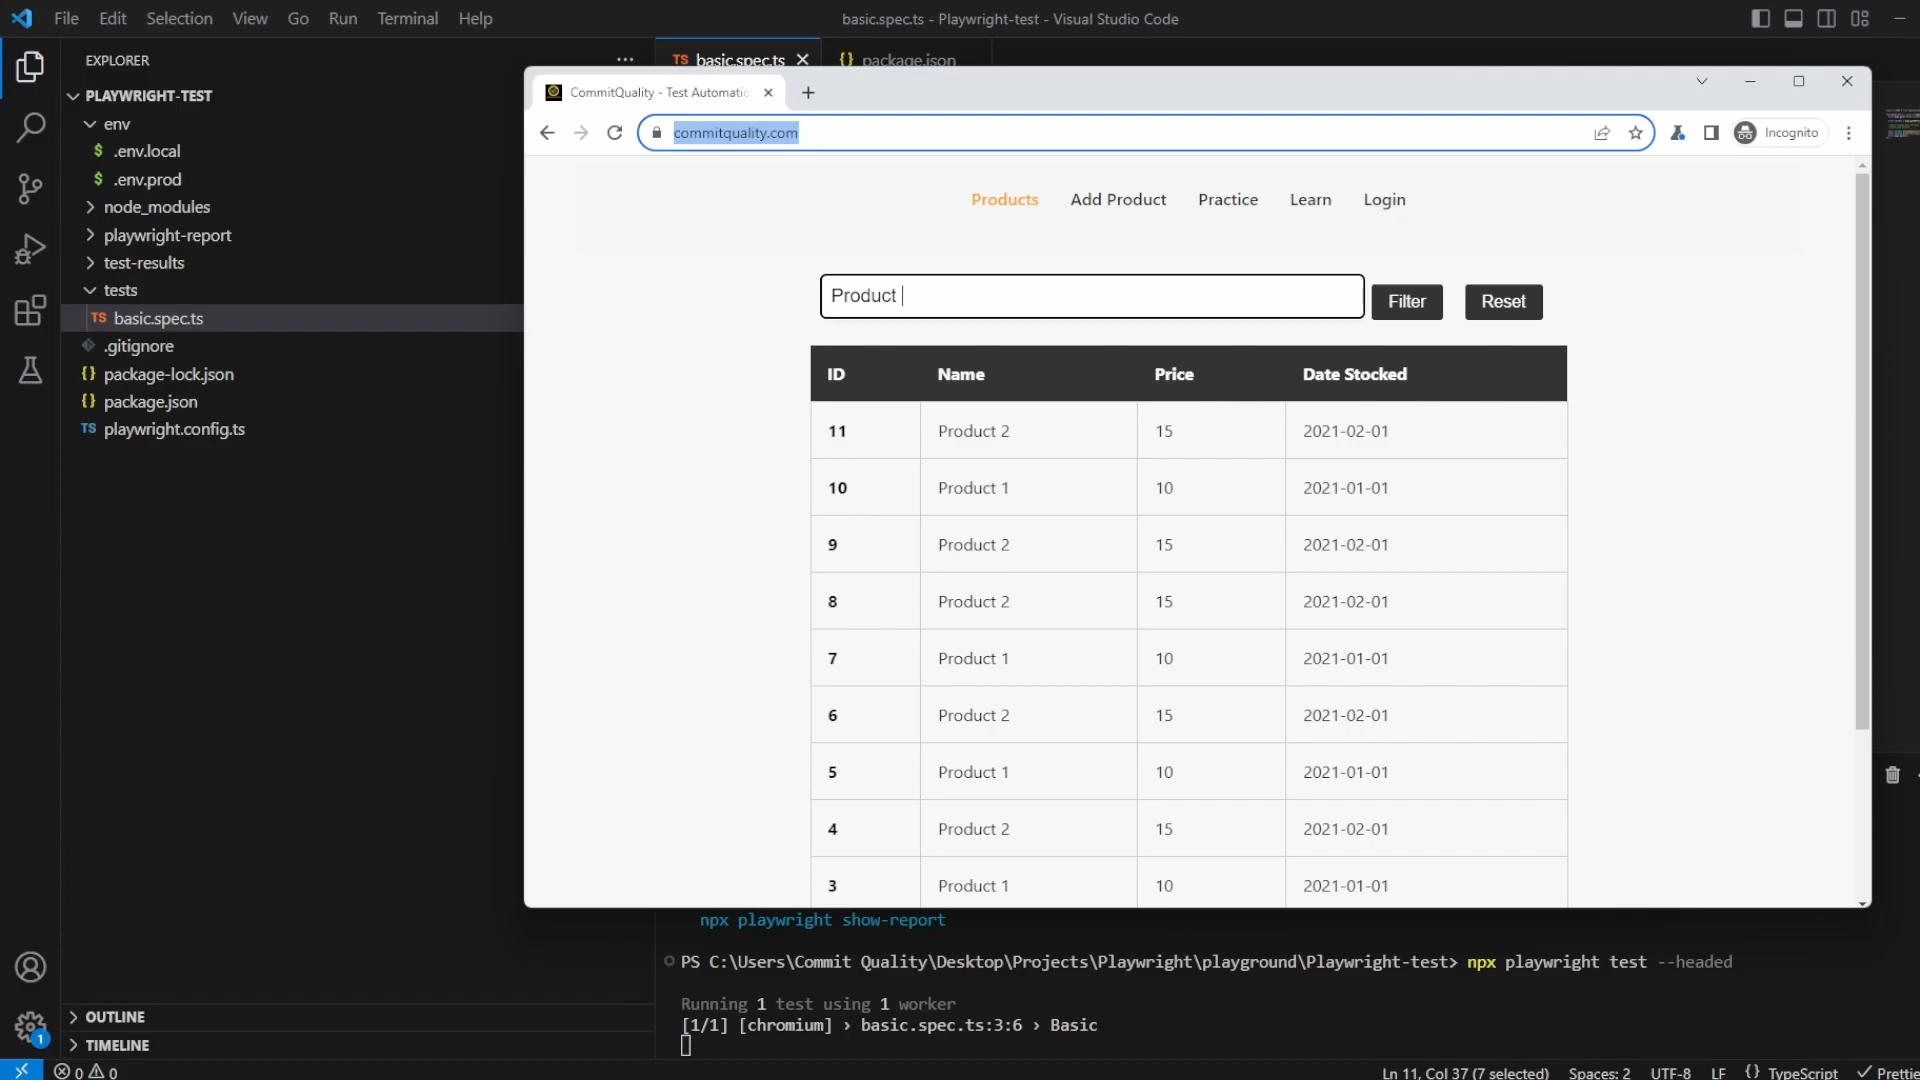 File Edit Selection View Go Run Terminal Help
basic.spec.ts - Playwright-test - Visual Studio Code
EXPLORER
PLAYWRIGHT-TEST
env
$ .env.local
$ .env.prod
node_modules
playwright-report
test-results
tests
TS basic.spec.ts
.gitignore
{} package-lock.json
{} package.json
TS playwright.config.ts
OUTLINE
TIMELINE
1
TS basic.spec.ts
{} package.json
CommitQuality - Test Automatio
commitquality.com
Incognito
Products Add Product Practice Learn Login
Product
Filter Reset
ID Name Price Date Stocked
11 Product 2 15 2021-02-01
10 Product 1 10 2021-01-01
9 Product 2 15 2021-02-01
8 Product 2 15 2021-02-01
7 Product 1 10 2021-01-01
6 Product 2 15 2021-02-01
5 Product 1 10 2021-01-01
4 Product 2 15 2021-02-01
3 Product 1 10 2021-01-01
npx playwright show-report
PS C:\Users\Commit Quality\Desktop\Projects\Playwright\playground\Playwright-test> npx playwright test --headed
Running 1 test using 1 worker
[1/1] [chromium] › basic.spec.ts:3:6 › Basic
0 0
Ln 11, Col 37 (7 selected) Spaces: 2 UTF-8 LF {} TypeScript Prettie